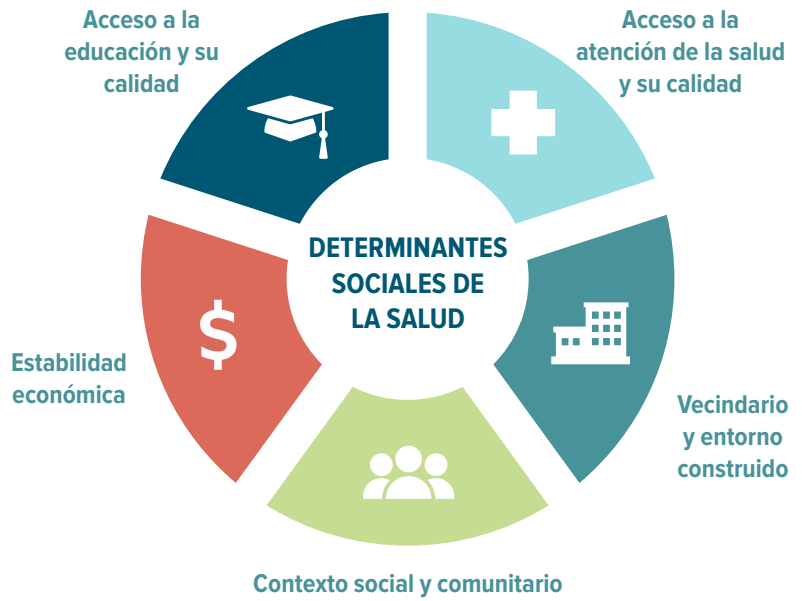 Acceso a la
educación y su
calidad
Acceso a la
atención de la salud
y su calidad
DETERMINANTES
SOCIALES DE
LA SALUD
$
Estabilidad
económica
Vecindario
y entorno
construido
Contexto social y comunitario